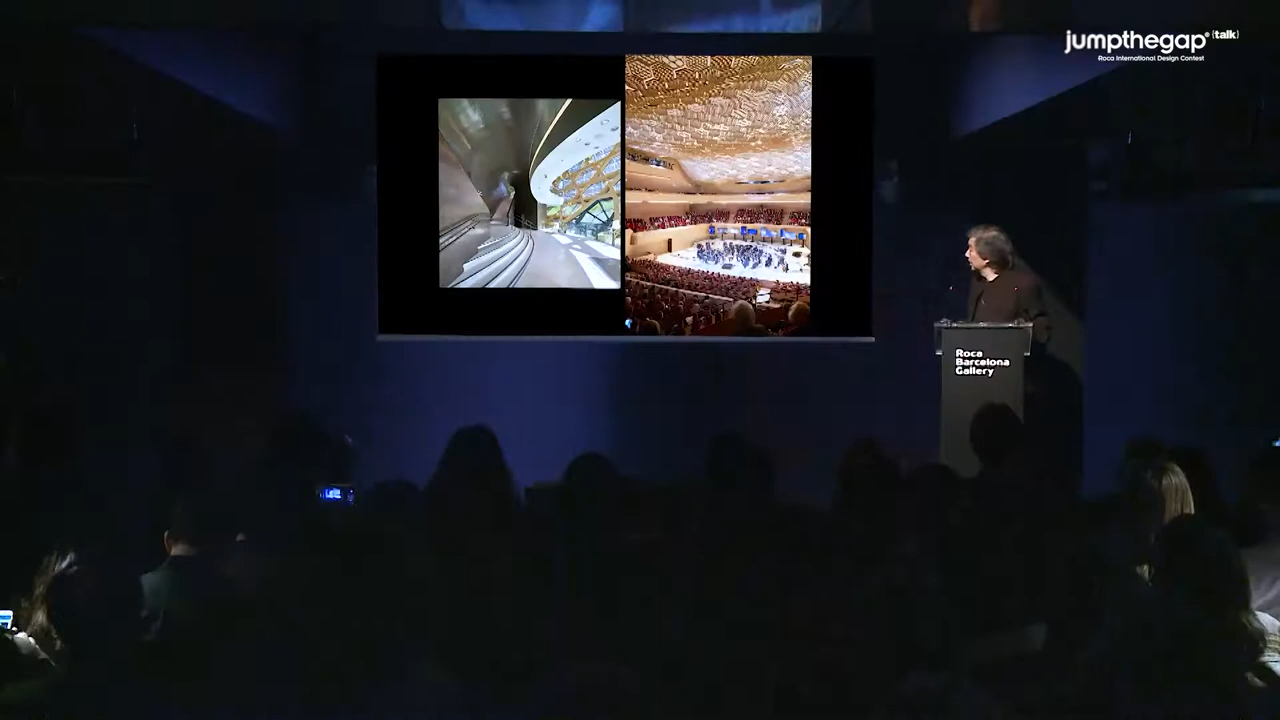 jumpthegap® (talk)
Roca International Design Contest
Roca
Barcelona
Gallery